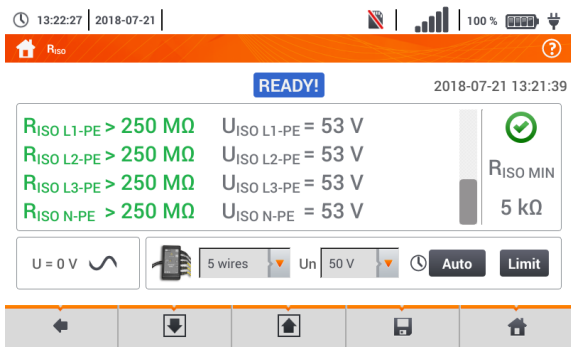 13:22:27 2018-07-21 100 %
RISO ?
READY! 2018-07-21 13:21:39
RISO L1-PE > 250 MΩ UISO L1-PE = 53 V
RISO L2-PE > 250 MΩ UISO L2-PE = 53 V
RISO L3-PE > 250 MΩ UISO L3-PE = 53 V
RISO N-PE > 250 MΩ UISO N-PE = 53 V
RISO MIN
5 kΩ
U = 0 V 5 wires Un 50 V Auto Limit